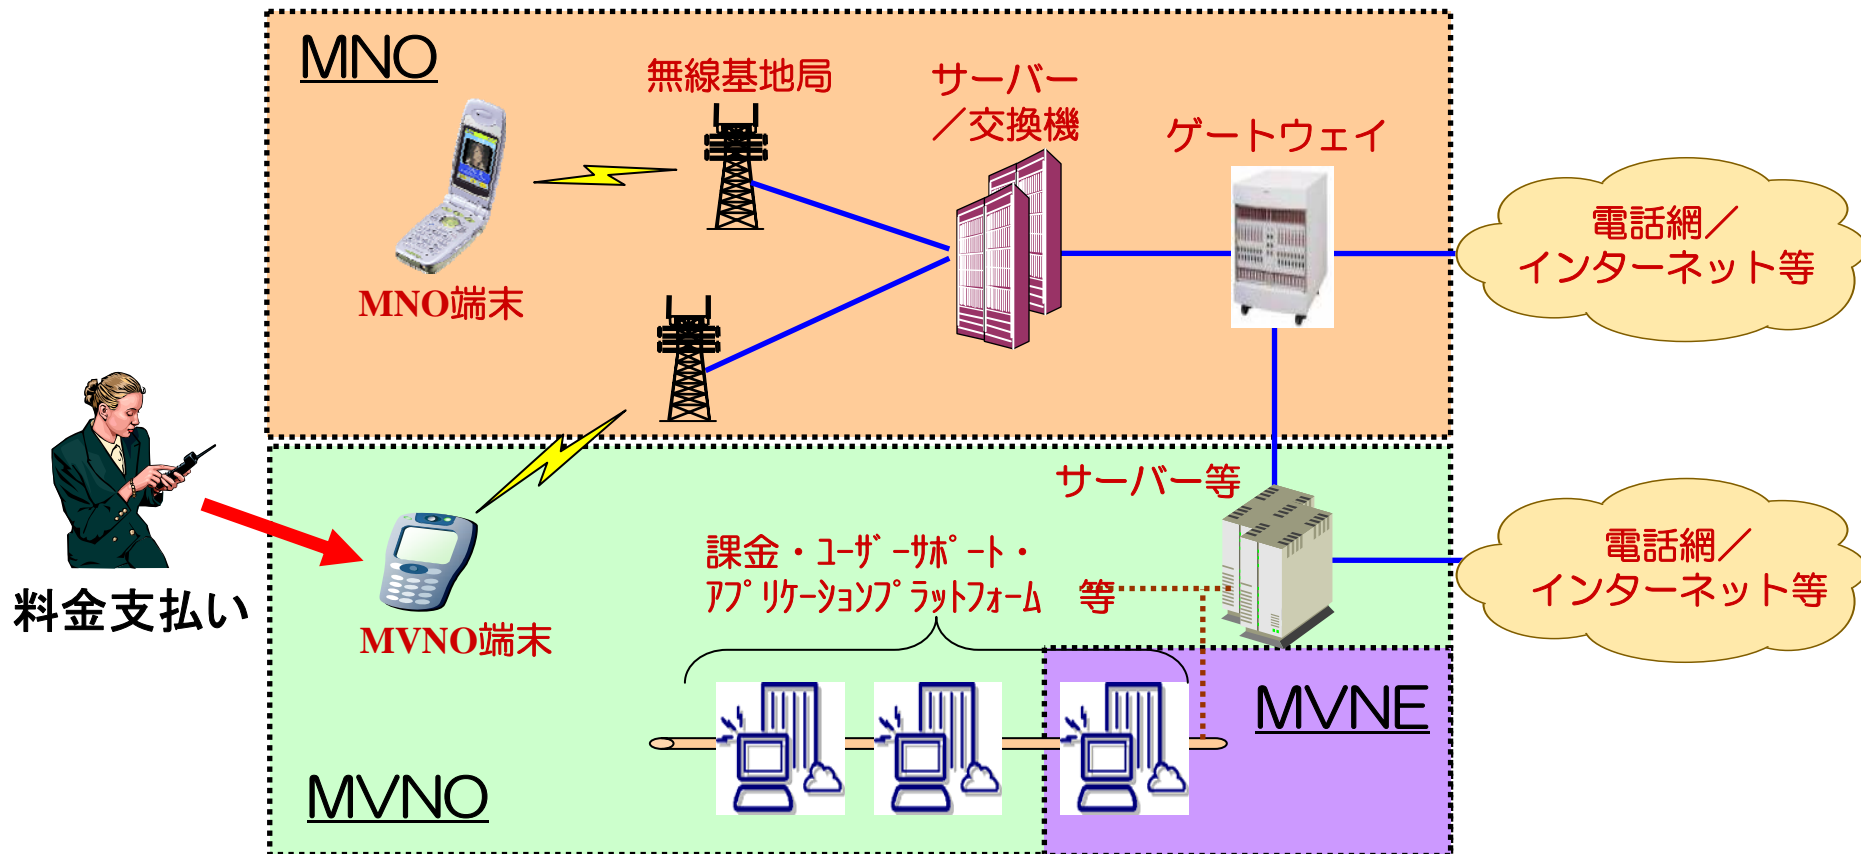 MNO
無線基地局
サーバー
／交換機
ゲートウェイ
MNO端末
電話網／
インターネット等
サーバー等
課金・ﾕｰｻﾞｰｻﾎﾟｰﾄ・
ｱﾌﾟﾘｹｰｼｮﾝﾌﾟﾗｯﾄﾌｫｰﾑ 等
電話網／
インターネット等
料金支払い
MVNO端末
MVNE
MVNO